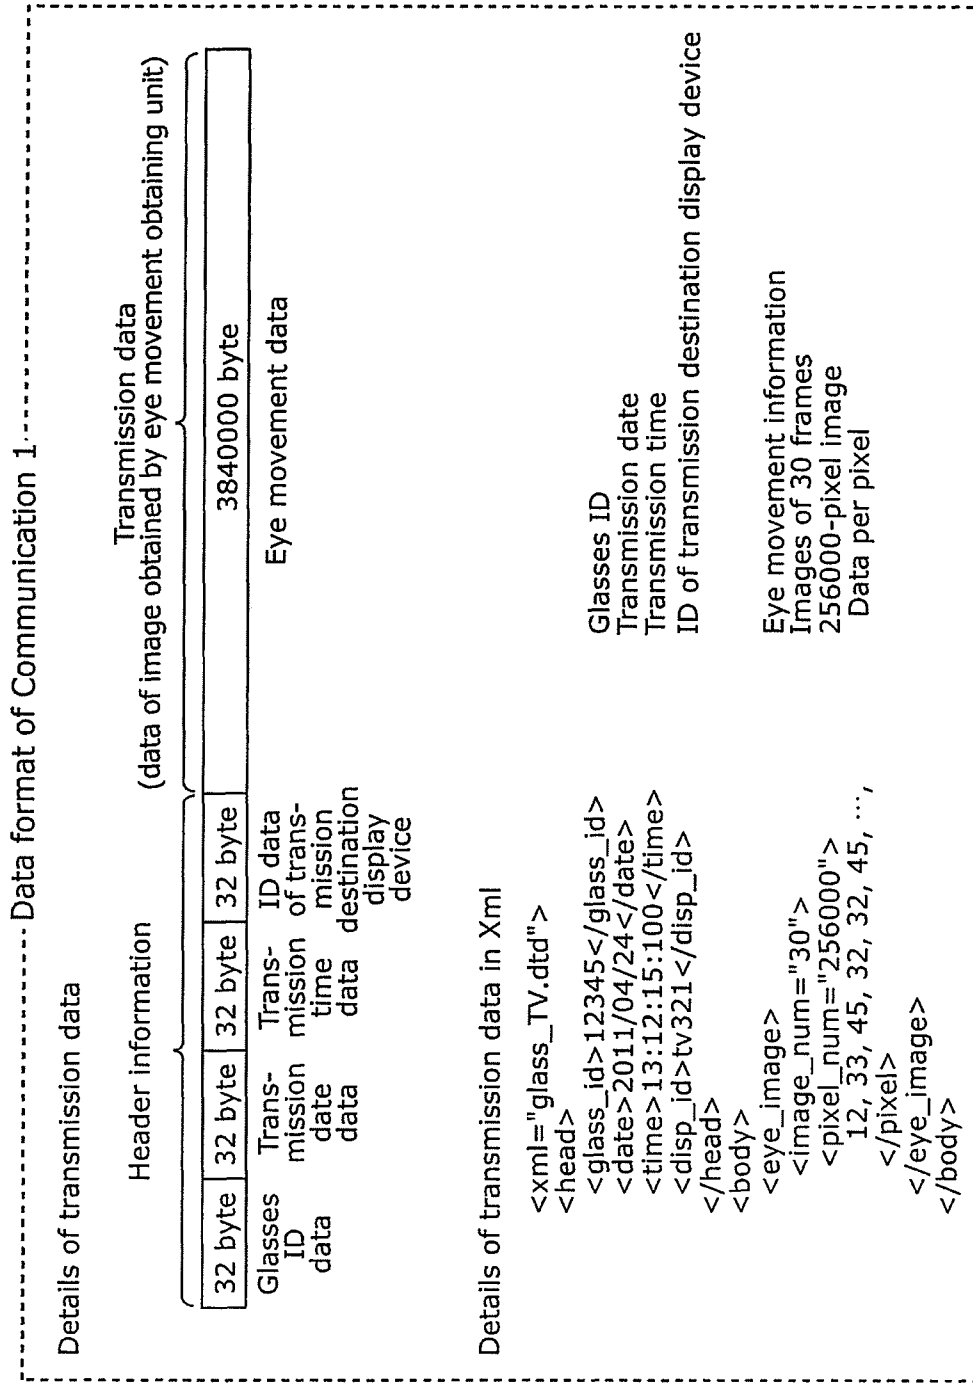 Data format of Communication 1
Details of transmission data
Header information
Transmission data
(data of image obtained by eye movement obtaining unit)
32 byte 32 byte 32 byte 32 byte 3840000 byte
Glasses
ID
data
Trans-
mission
date
data
Trans-
mission
time
data
ID data
of trans-
mission
destination
display
device
Eye movement data
Details of transmission data in Xml
<xml="glass_TV.dtd">
<head>
<glass_id>12345</glass_id> Glasses ID
<date>2011/04/24</date> Transmission date
<time>13:12:15:100</time> Transmission time
<disp_id>tv321</disp_id> ID of transmission destination display device
</head>
<body>
<eye_image> Eye movement information
<image_num="30"> Images of 30 frames
<pixel_num="256000"> 256000-pixel image
12, 33, 45, 32, 32, 45, ···, Data per pixel
</pixel>
</eye_image>
</body>